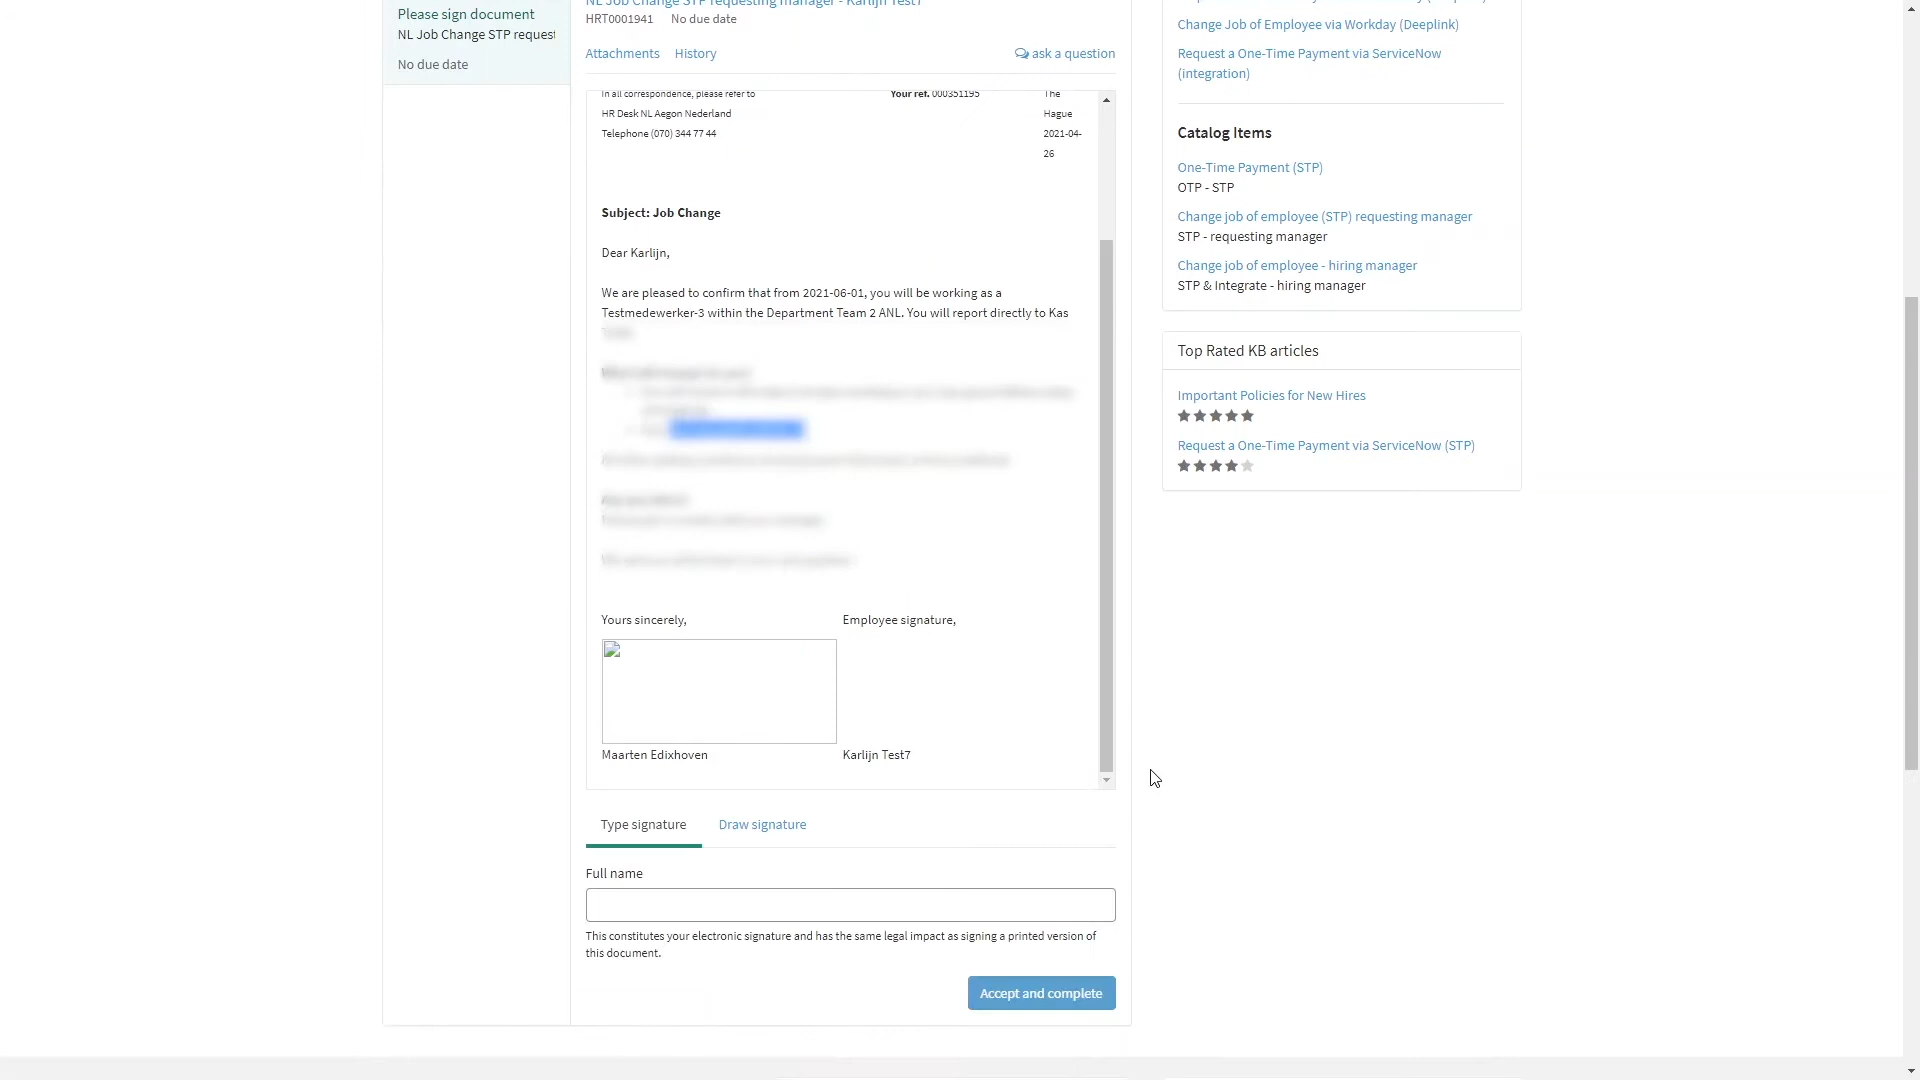 Please sign document
NL Job Change STP request
No due date
NL Job Change STP requesting manager - Karlijn Test7
HRT0001941 No due date
Attachments History ask a question
In all correspondence, please refer to
HR Desk NL Aegon Nederland
Telephone (070) 344 77 44
Your ref. 000351195
The
Hague
2021-04-
26
Subject: Job Change
Dear Karlijn,
We are pleased to confirm that from 2021-06-01, you will be working as a
Testmedewerker-3 within the Department Team 2 ANL. You will report directly to Kas
Yours sincerely,
Employee signature,
Maarten Edixhoven
Karlijn Test7
Type signature Draw signature
Full name
This constitutes your electronic signature and has the same legal impact as signing a printed version of
this document.
Accept and complete
Change Job of Employee via Workday (Deeplink)
Request a One-Time Payment via ServiceNow
(integration)
Catalog Items
One-Time Payment (STP)
OTP - STP
Change job of employee (STP) requesting manager
STP - requesting manager
Change job of employee - hiring manager
STP & Integrate - hiring manager
Top Rated KB articles
Important Policies for New Hires
Request a One-Time Payment via ServiceNow (STP)